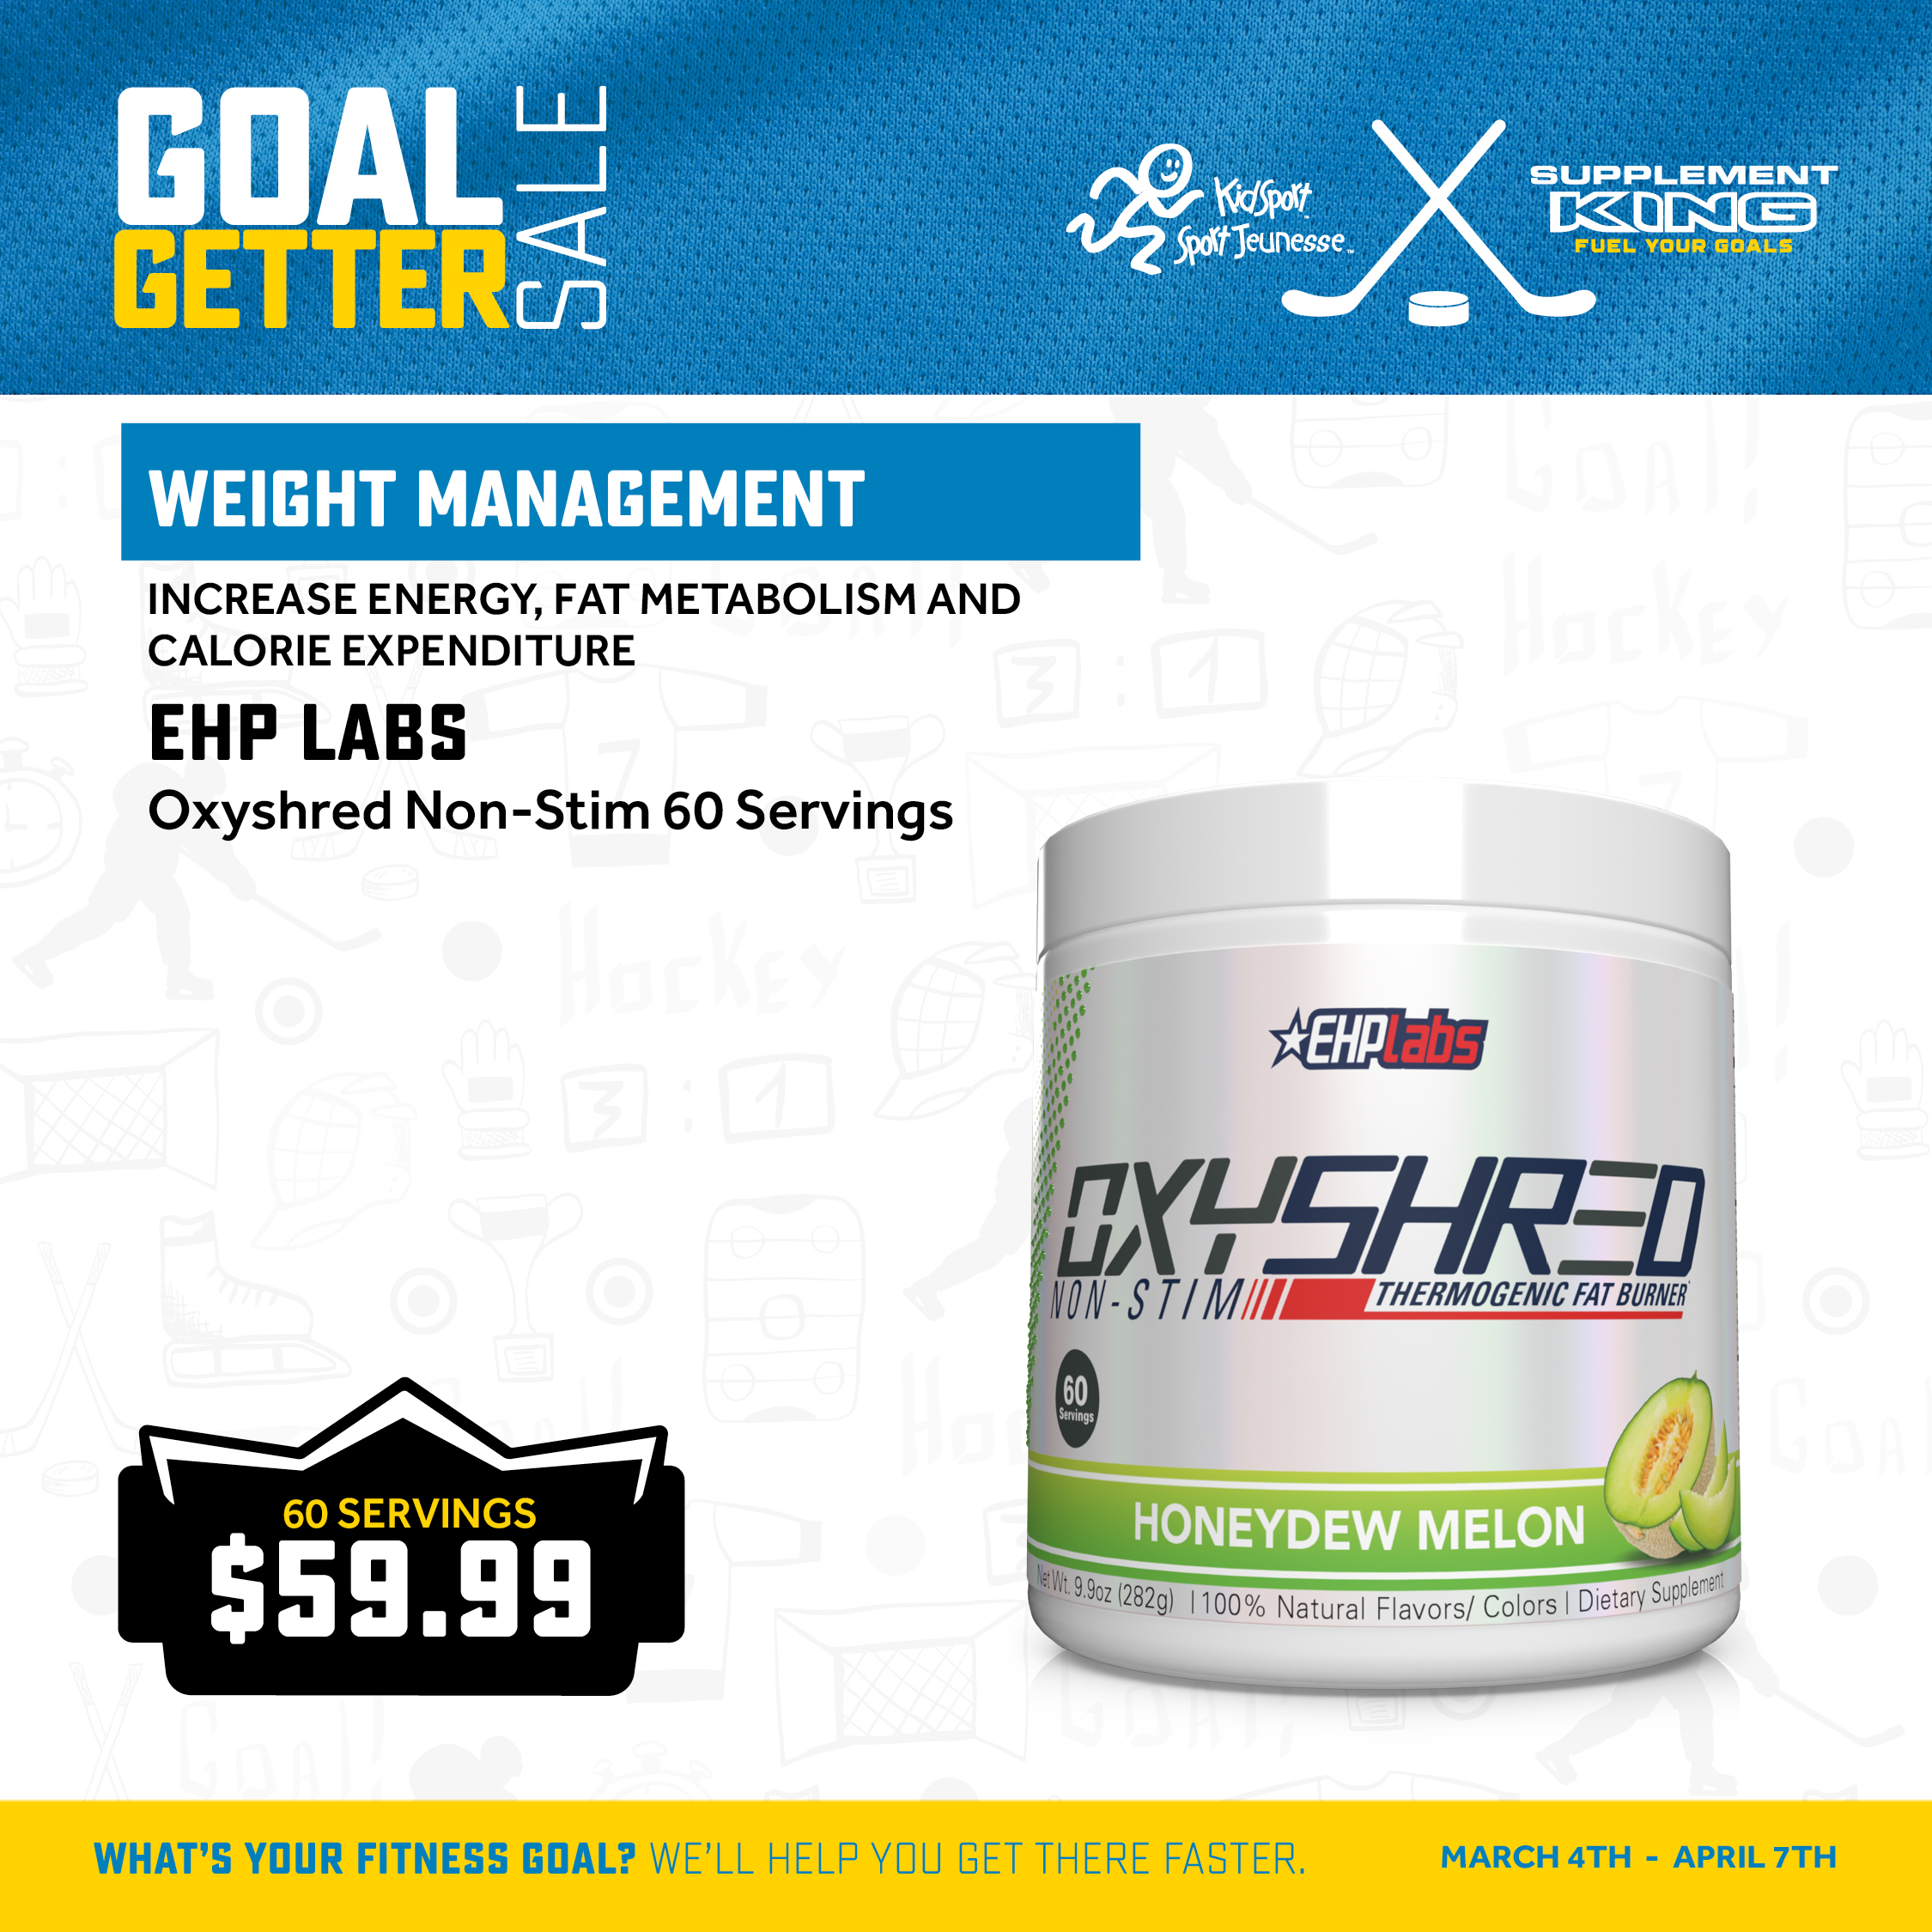 GOAL
GETTER
SALE
KidSport™
Sport Jeunesse™
SUPPLEMENT
KING
FUEL YOUR GOALS
WEIGHT MANAGEMENT
INCREASE ENERGY, FAT METABOLISM AND
CALORIE EXPENDITURE
EHP LABS
Oxyshred Non-Stim 60 Servings
EHPLabs
OXYSHRED
NON-STIM
THERMOGENIC FAT BURNER
60
Servings
HONEYDEW MELON
Net Wt. 9.9oz (282g) | 100% Natural Flavors/ Colors | Dietary Supplement
60 SERVINGS
$59.99
WHAT'S YOUR FITNESS GOAL? WE'LL HELP YOU GET THERE FASTER.
MARCH 4TH - APRIL 7TH